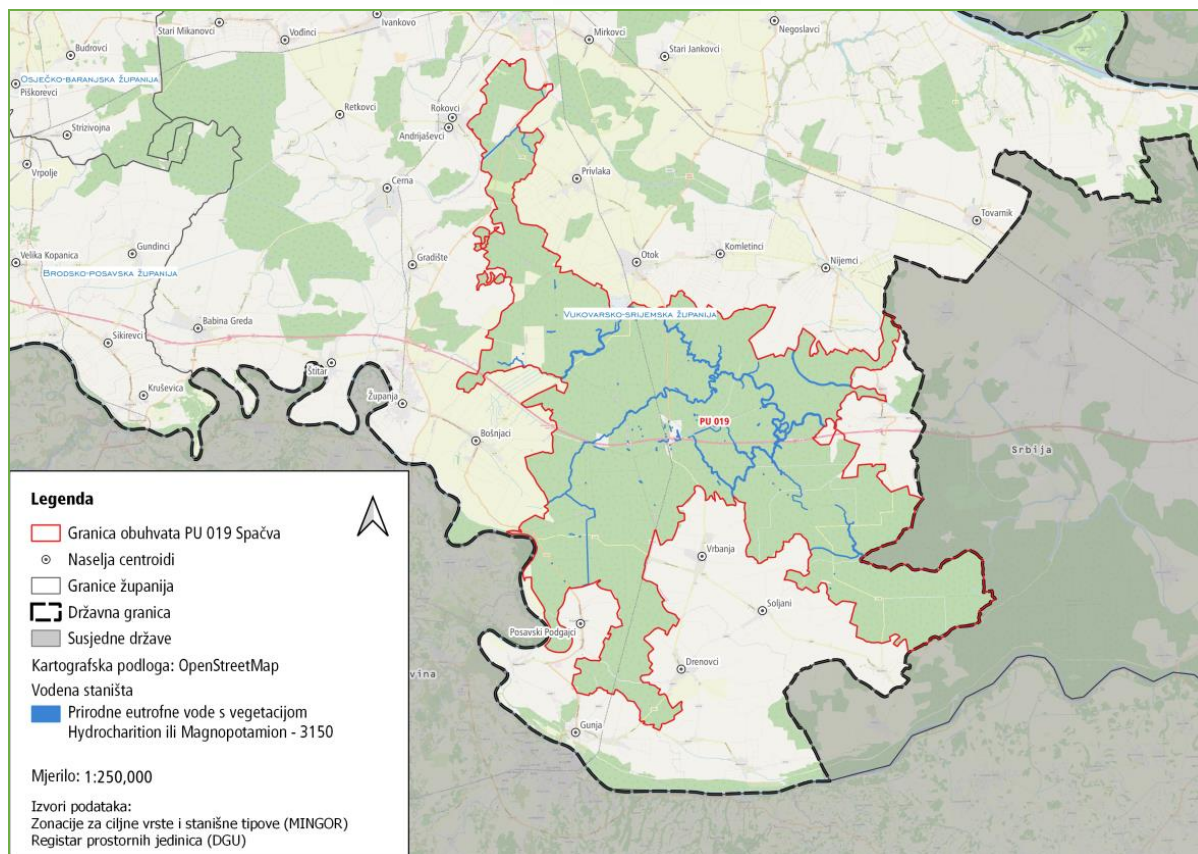 Stari Mikanovci
Vođinci
Ivankovo
Mirkovci
Negoslavci
Budrovci
Stari Jankovci
OSJEČKO-BARANJSKA ŽUPANIJA
Piškorevci
Retkovci
Rokovci
Andrijaševci
Strizivojna
Vrpolje
Cerna
Privlaka
Tovarnik
Gundinci
Velika Kopanica
BRODSKO-POSAVSKA ŽUPANIJA
Gradište
Otok
Komletinci
Nijemci
VUKOVARSKO-SRIJEMSKA ŽUPANIJA
Babina Greda
Sikirevci
Štitar
Kruševica
Županja
Bošnjaci
PU 019
Srbija
Vrbanja
Soljani
Posavski Podgajci
Drenovci
vina
Gunja
Legenda
Granica obuhvata PU 019 Spačva
Naselja centroidi
Granice županija
Državna granica
Susjedne države
Kartografska podloga: OpenStreetMap
Vodena staništa
Prirodne eutrofne vode s vegetacijom
Hydrocharition ili Magnopotamion - 3150
Mjerilo: 1:250,000
Izvori podataka:
Zonacije za ciljne vrste i stanišne tipove (MINGOR)
Registar prostornih jedinica (DGU)